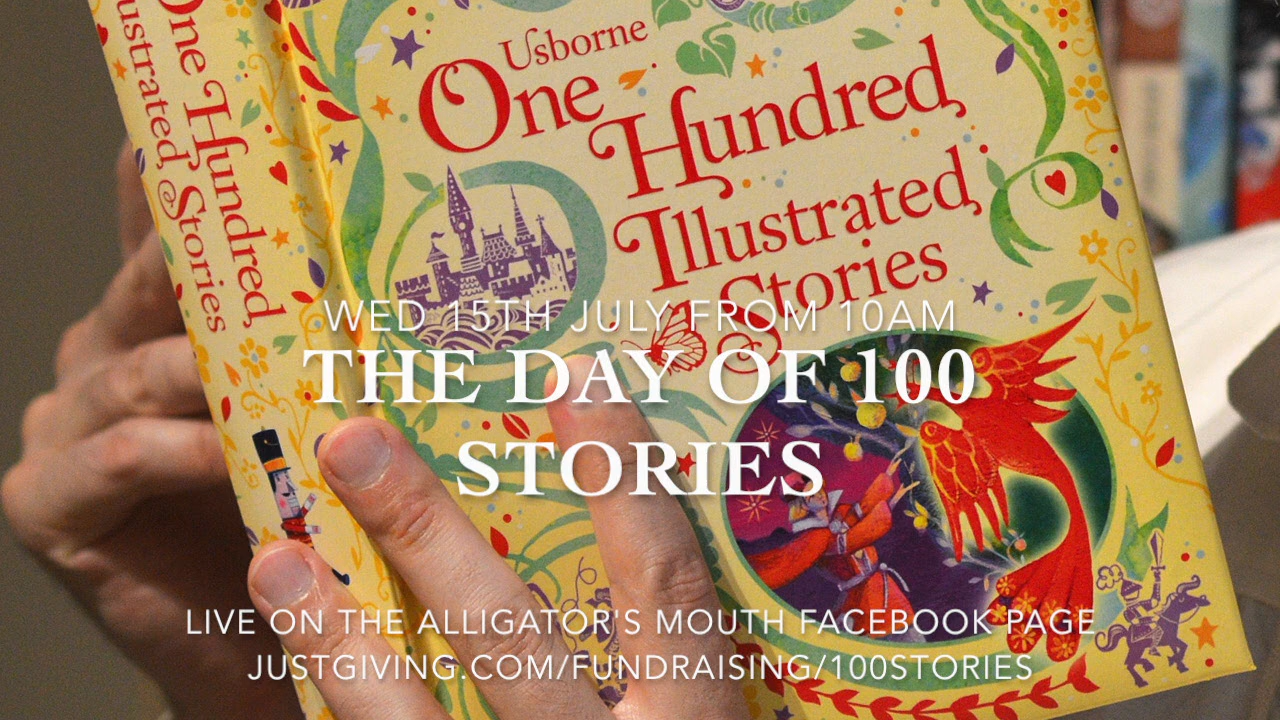 Usborne
One
Hundred
Illustrated
Stories
One Hundred
Illustrated Stories
WED 15TH JULY FROM 10AM
THE DAY OF 100
STORIES
LIVE ON THE ALLIGATOR'S MOUTH FACEBOOK PAGE
JUSTGIVING.COM/FUNDRAISING/100STORIES